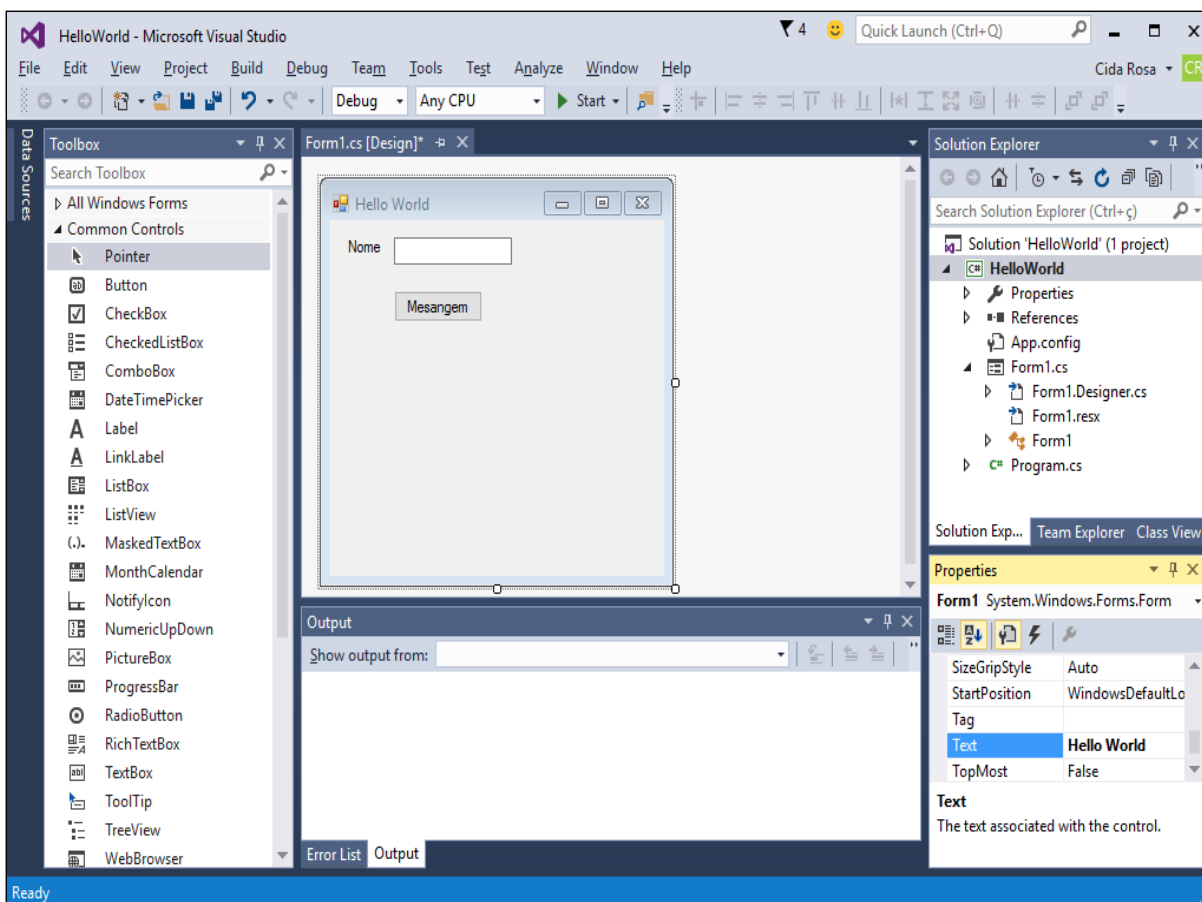 HelloWorld - Microsoft Visual Studio
4
Quick Launch (Ctrl+Q)
File Edit View Project Build Debug Team Tools Test Analyze Window Help
Cida Rosa
CR
Debug
Any CPU
Start
Data Sources
Toolbox
Search Toolbox
All Windows Forms
Common Controls
Pointer
Button
CheckBox
CheckedListBox
ComboBox
DateTimePicker
Label
LinkLabel
ListBox
ListView
MaskedTextBox
MonthCalendar
NotifyIcon
NumericUpDown
PictureBox
ProgressBar
RadioButton
RichTextBox
TextBox
ToolTip
TreeView
WebBrowser
Form1.cs [Design]*
Hello World
Nome
Mesangem
Output
Show output from:
Error List Output
Solution Explorer
Search Solution Explorer (Ctrl+ç)
Solution 'HelloWorld' (1 project)
C# HelloWorld
Properties
References
App.config
Form1.cs
Form1.Designer.cs
Form1.resx
Form1
C# Program.cs
Solution Exp... Team Explorer Class View
Properties
Form1 System.Windows.Forms.Form
SizeGripStyle Auto
StartPosition WindowsDefaultLo
Tag
Text Hello World
TopMost False
Text
The text associated with the control.
Ready